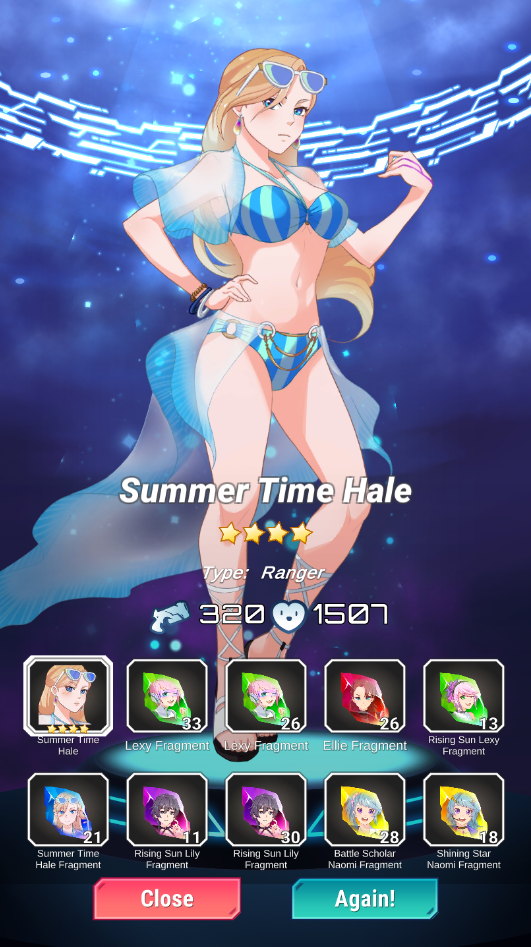 Summer Time Hale
Type: Ranger
320 1507
33 26 26 13
Summer Time
Hale
Lexy Fragment
Lexy Fragment
Ellie Fragment
Rising Sun Lexy
Fragment
21 11 30 28 18
Summer Time
Hale Fragment
Rising Sun Lily
Fragment
Rising Sun Lily
Fragment
Battle Scholar
Naomi Fragment
Shining Star
Naomi Fragment
Close Again!